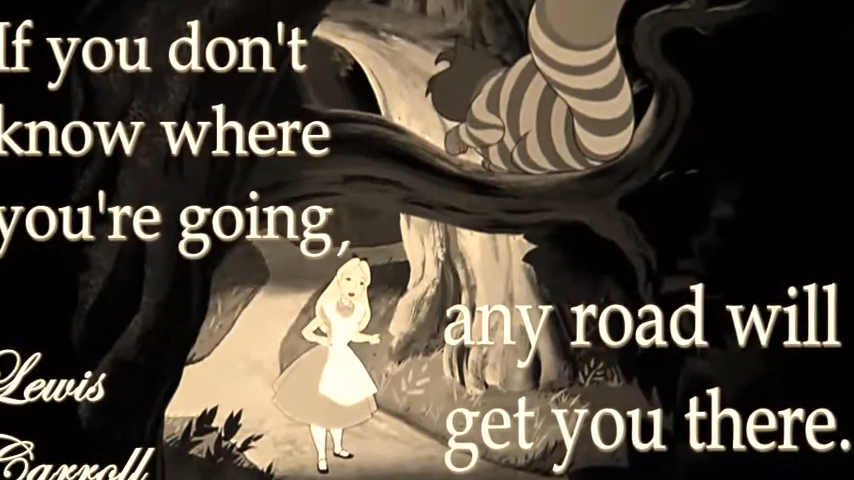 If you don't
know where
you're going,
any road will
get you there.
Lewis
Carroll